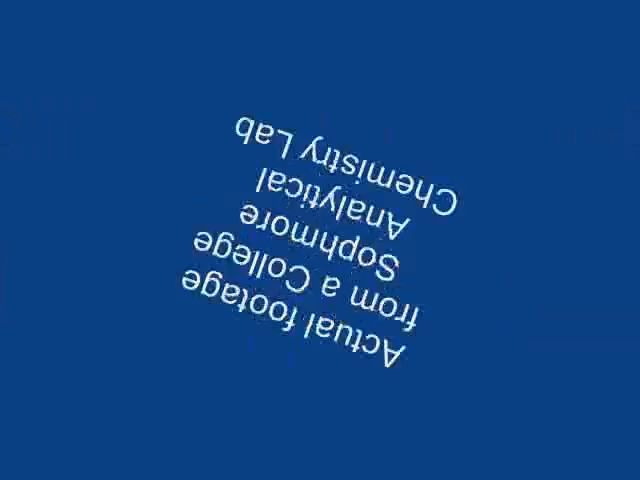 Actual footage
from a College
Sophmore
Analytical
Chemistry Lab